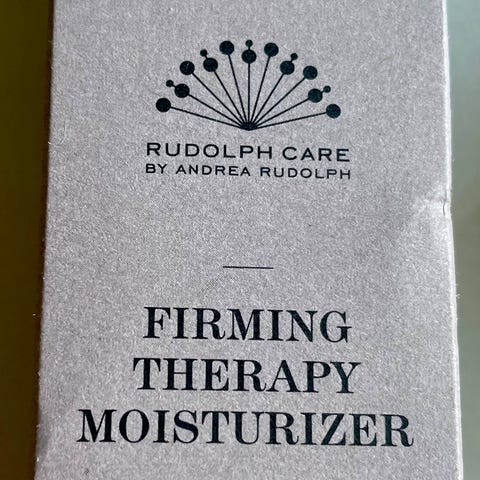 RUDOLPH CARE
BY ANDREA RUDOLPH
FIRMING
THERAPY
MOISTURIZER